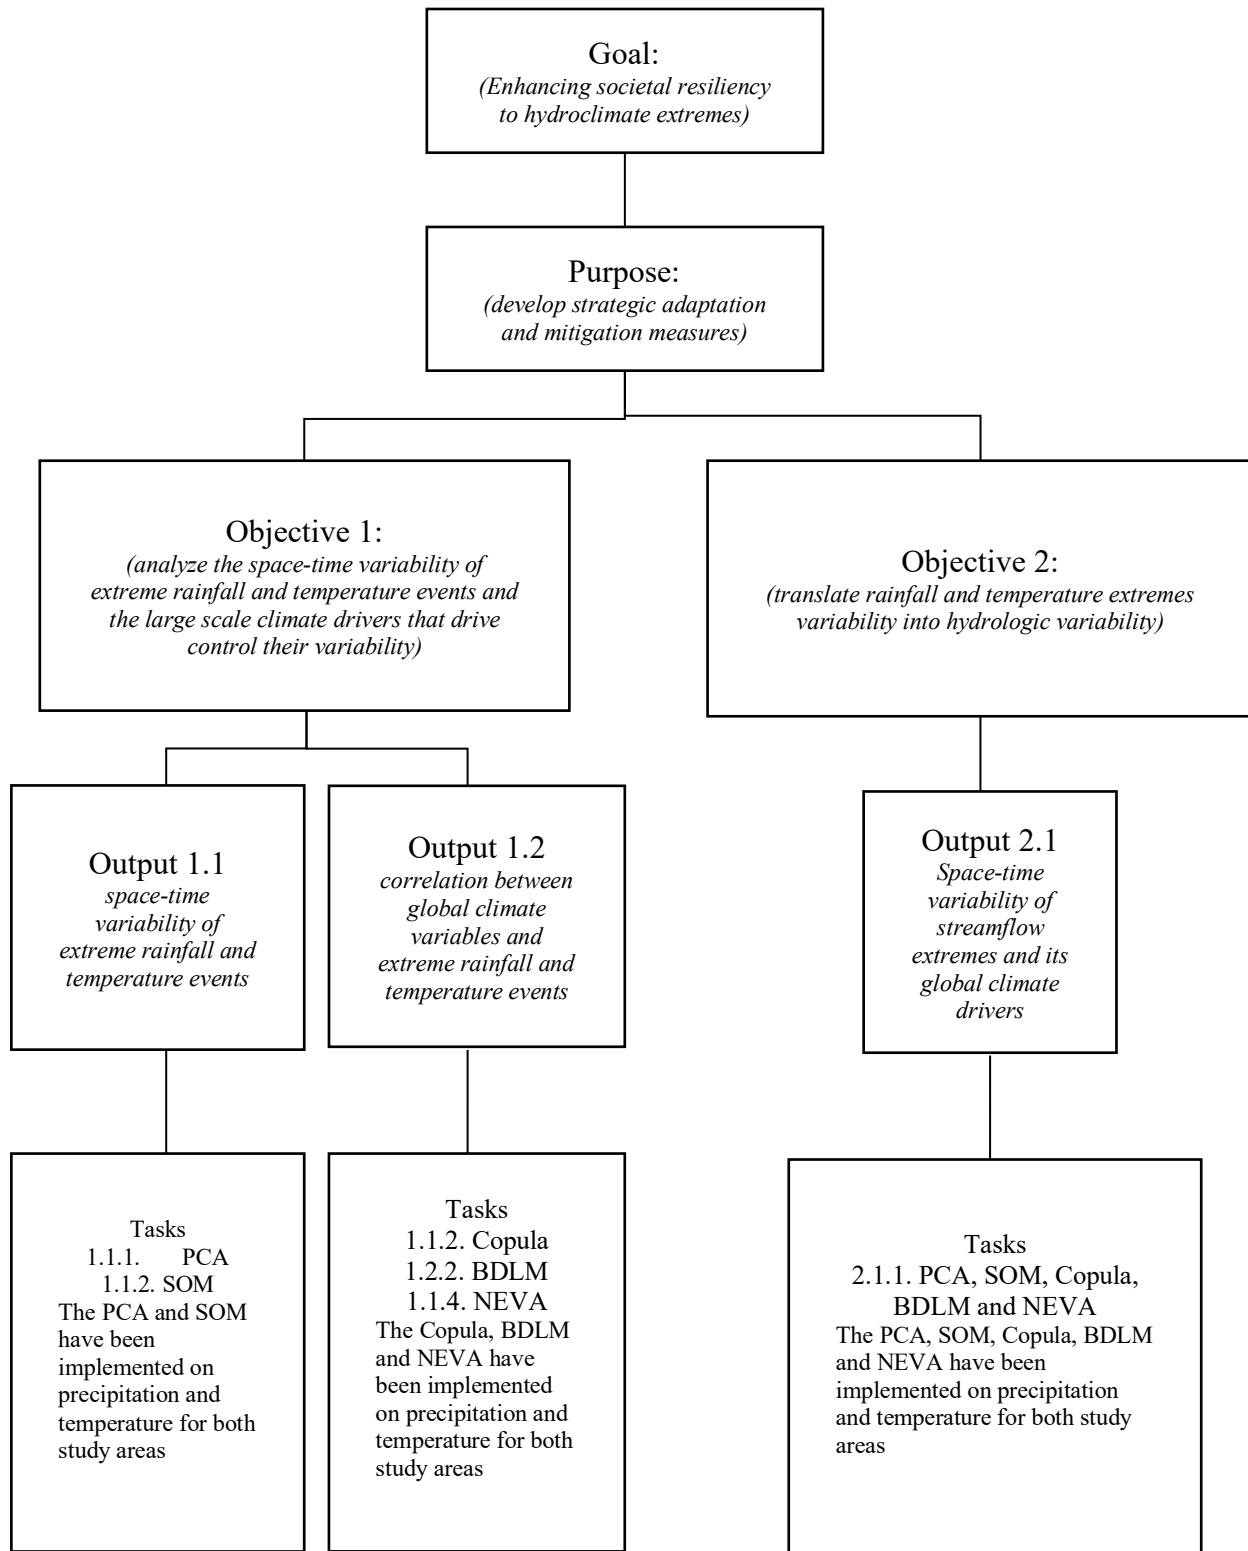 Goal:
(Enhancing societal resiliency
to hydroclimate extremes)
Purpose:
(develop strategic adaptation
and mitigation measures)
Objective 1:
(analyze the space-time variability of
extreme rainfall and temperature events and
the large scale climate drivers that drive
control their variability)
Objective 2:
(translate rainfall and temperature extremes
variability into hydrologic variability)
Output 1.1
space-time
variability of
extreme rainfall and
temperature events
Output 1.2
correlation between
global climate
variables and
extreme rainfall and
temperature events
Output 2.1
Space-time
variability of
streamflow
extremes and its
global climate
drivers
Tasks
1.1.1. PCA
1.1.2. SOM
The PCA and SOM
have been
implemented on
precipitation and
temperature for both
study areas
Tasks
1.1.2. Copula
1.2.2. BDLM
1.1.4. NEVA
The Copula, BDLM
and NEVA have
been implemented
on precipitation and
temperature for both
study areas
Tasks
2.1.1. PCA, SOM, Copula,
BDLM and NEVA
The PCA, SOM, Copula, BDLM
and NEVA have been
implemented on precipitation
and temperature for both study
areas